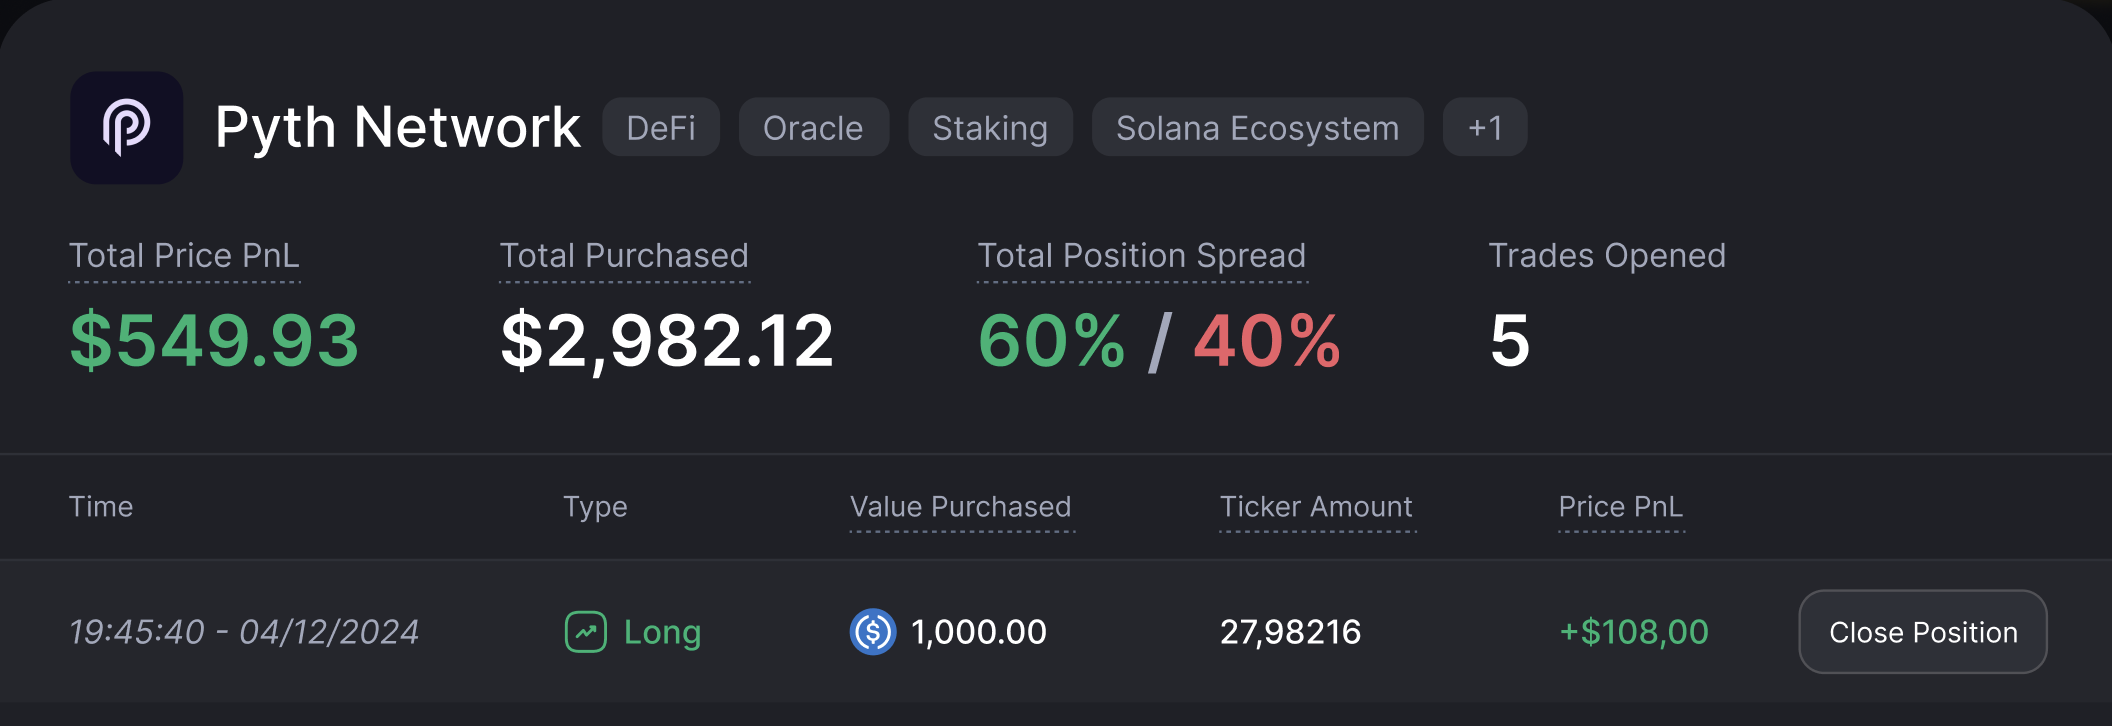 Pyth Network DeFi Oracle Staking Solana Ecosystem +1
Total Price PnL Total Purchased Total Position Spread Trades Opened
$549.93 $2,982.12 60% / 40% 5
Time Type Value Purchased Ticker Amount Price PnL
19:45:40 - 04/12/2024 Long 1,000.00 27,98216 +$108,00 Close Position